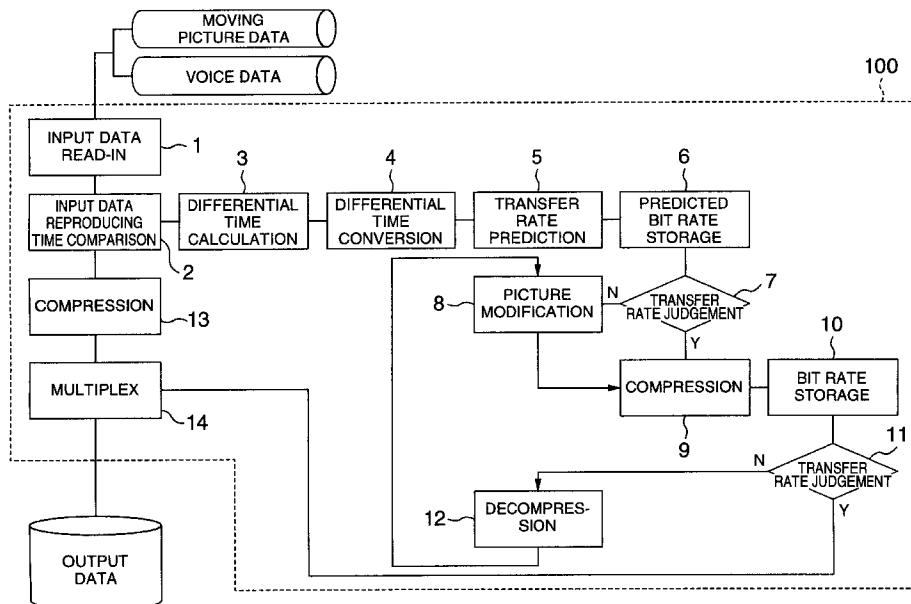 MOVING
PICTURE DATA
VOICE DATA
100
INPUT DATA
READ-IN
1
3
4
5
6
INPUT DATA
REPRODUCING
TIME COMPARISON
2
DIFFERENTIAL
TIME
CALCULATION
DIFFERENTIAL
TIME
CONVERSION
TRANSFER
RATE
PREDICTION
PREDICTED
BIT RATE
STORAGE
COMPRESSION
13
8
PICTURE
MODIFICATION
N
TRANSFER
RATE JUDGEMENT
7
Y
10
MULTIPLEX
14
COMPRESSION
9
BIT RATE
STORAGE
11
N
TRANSFER
RATE JUDGEMENT
Y
12
DECOMPRES-
SION
OUTPUT
DATA